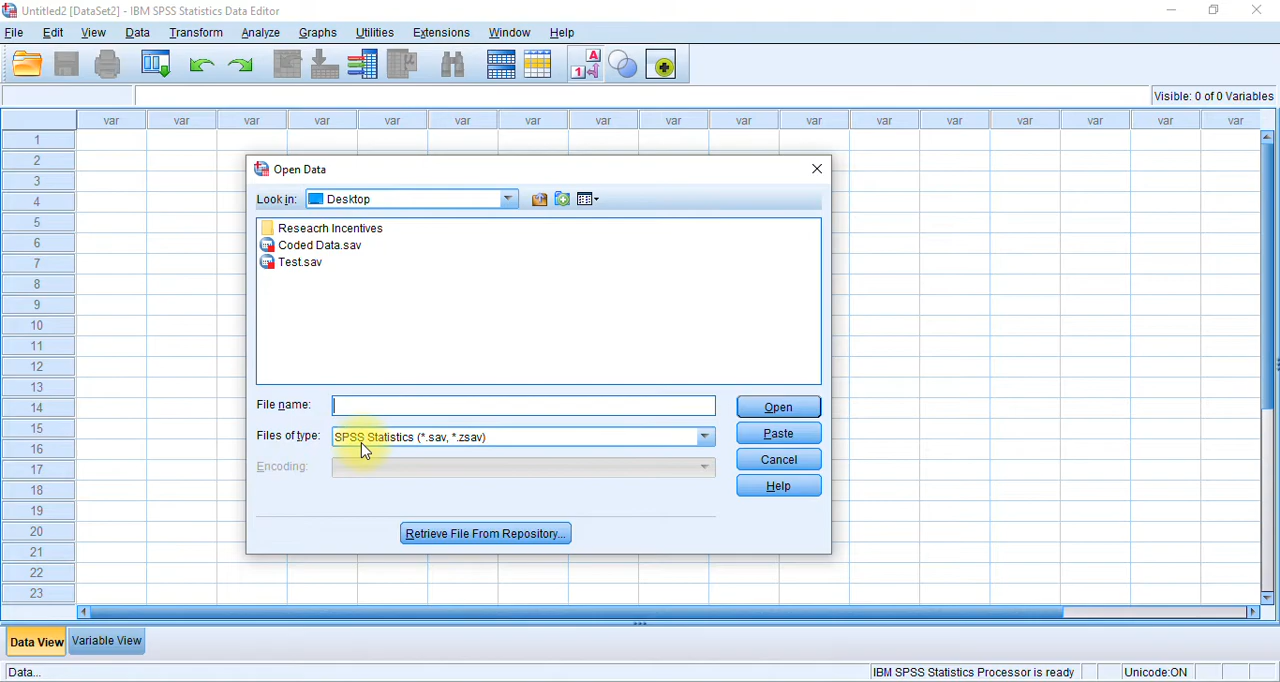 Untitled2 [DataSet2] - IBM SPSS Statistics Data Editor
File Edit View Data Transform Analyze Graphs Utilities Extensions Window Help
Visible: 0 of 0 Variables
var var var var var var var var var var var var var var var var var
1
2
3
4
5
6
7
8
9
10
11
12
13
14
15
16
17
18
19
20
21
22
23
Open Data
Look in: Desktop
Reseacrh Incentives
Coded Data.sav
Test.sav
File name: Open
Files of type: SPSS Statistics (*.sav, *.zsav) Paste
Encoding: Cancel
Help
Retrieve File From Repository...
Data View Variable View
Data... IBM SPSS Statistics Processor is ready Unicode:ON